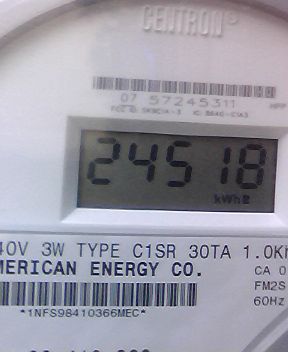 CENTRON®
07 57245311
24518
kWh
40V 3W TYPE C1SR 30TA 1.0K
MERICAN ENERGY CO.
CA 0
FM2S
60Hz
*1NFS98410366MEC*